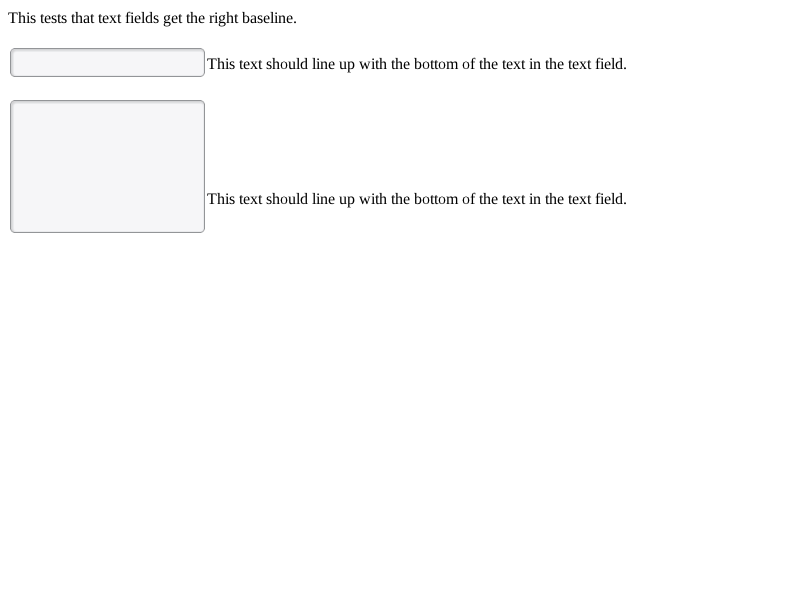 This tests that text fields get the right baseline.
This text should line up with the bottom of the text in the text field.
This text should line up with the bottom of the text in the text field.